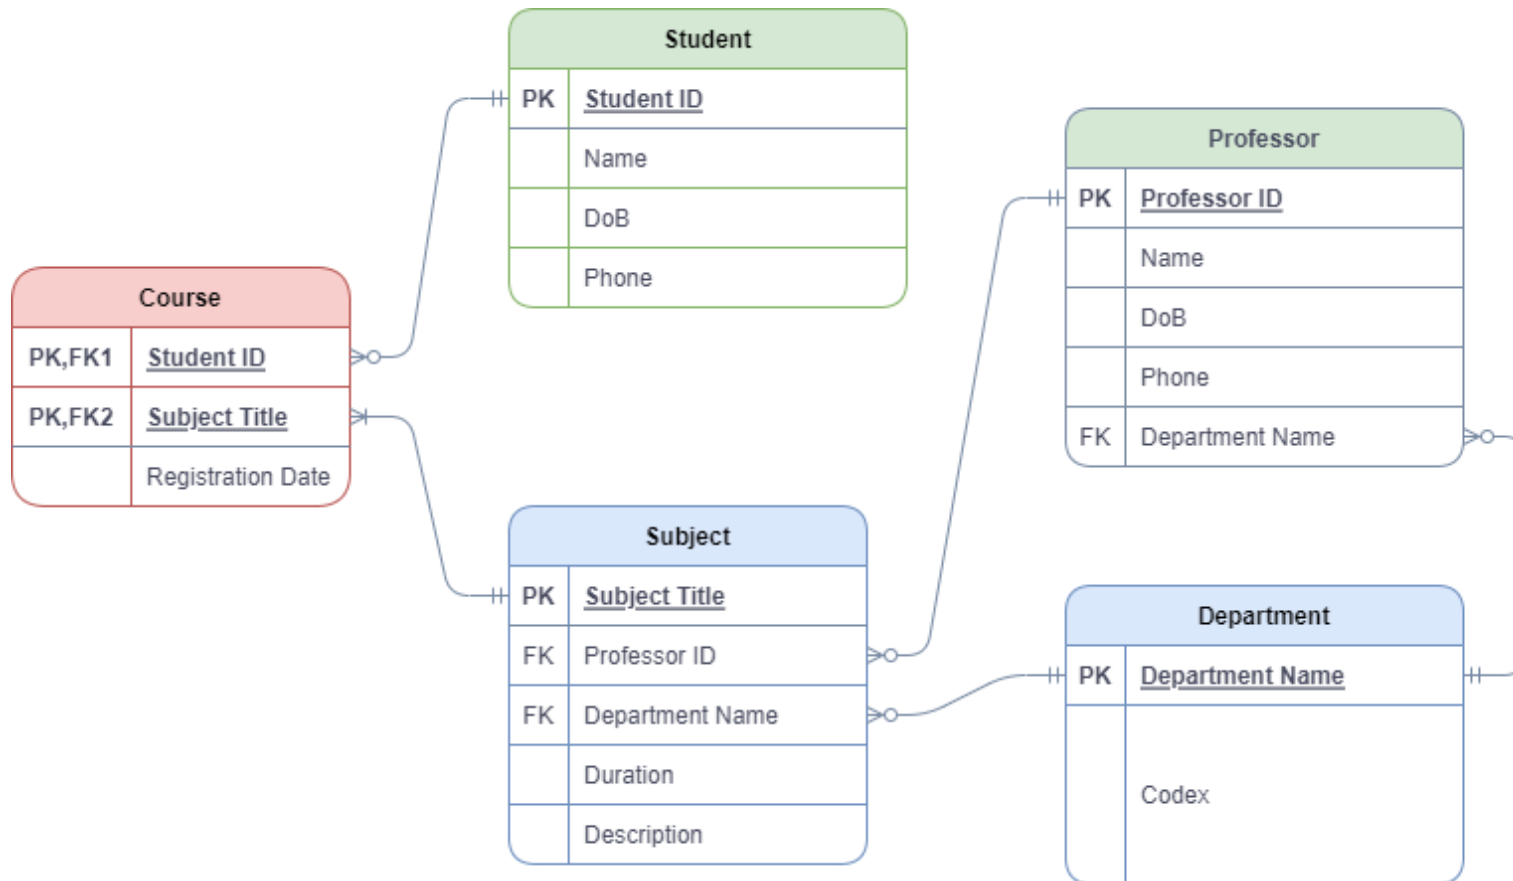 Student
PK Student ID
Name
DoB
Phone
Professor
PK Professor ID
Name
DoB
Phone
FK Department Name
Course
PK,FK1 Student ID
PK,FK2 Subject Title
Registration Date
Subject
PK Subject Title
FK Professor ID
FK Department Name
Duration
Description
Department
PK Department Name
Codex